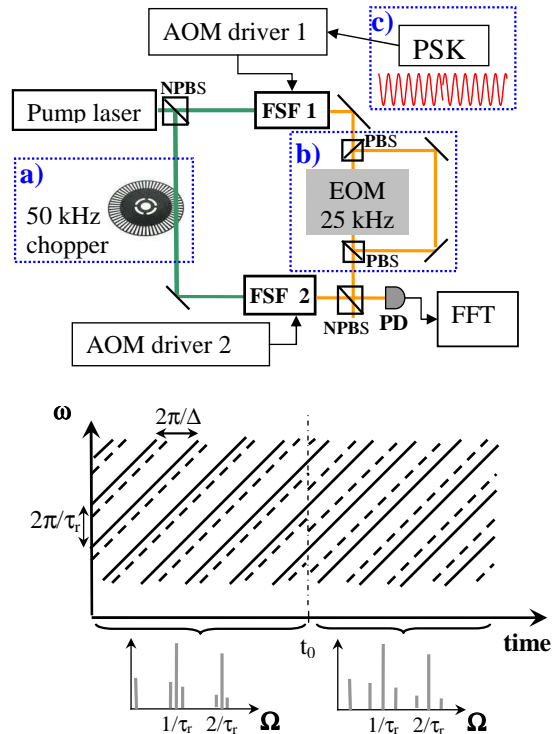 AOM driver 1
c)
PSK
NPBS
Pump laser
FSF 1
PBS
b)
a)
50 kHz
chopper
EOM
25 kHz
PBS
FSF 2
NPBS
PD
FFT
AOM driver 2
ω
2π/Δ
2π/τr
t0
time
1/τr
2/τr
Ω
1/τr
2/τr
Ω